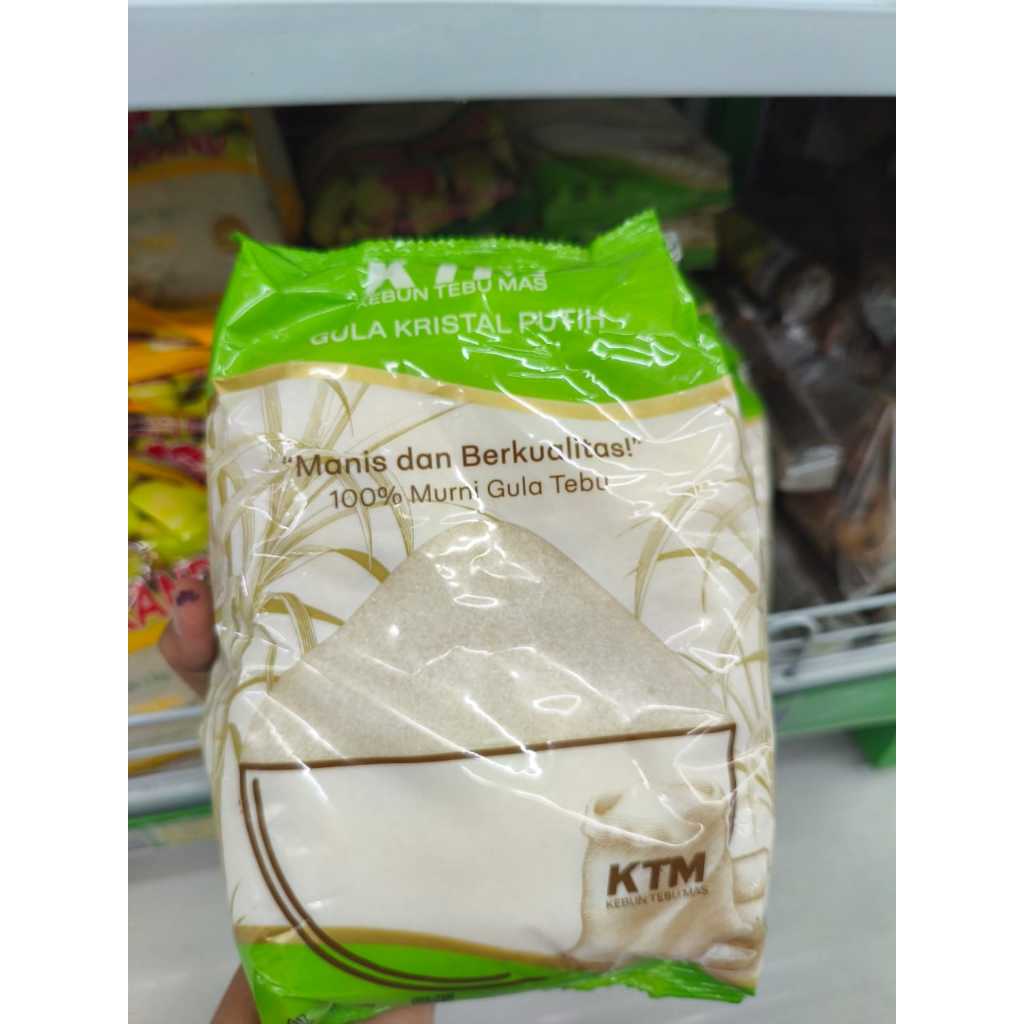 KTM
KEBUN TEBU MAS
GULA KRISTAL PUTIH
"Manis dan Berkualitas!"
100% Murni Gula Tebu
KTM
KEBUN TEBU MAS